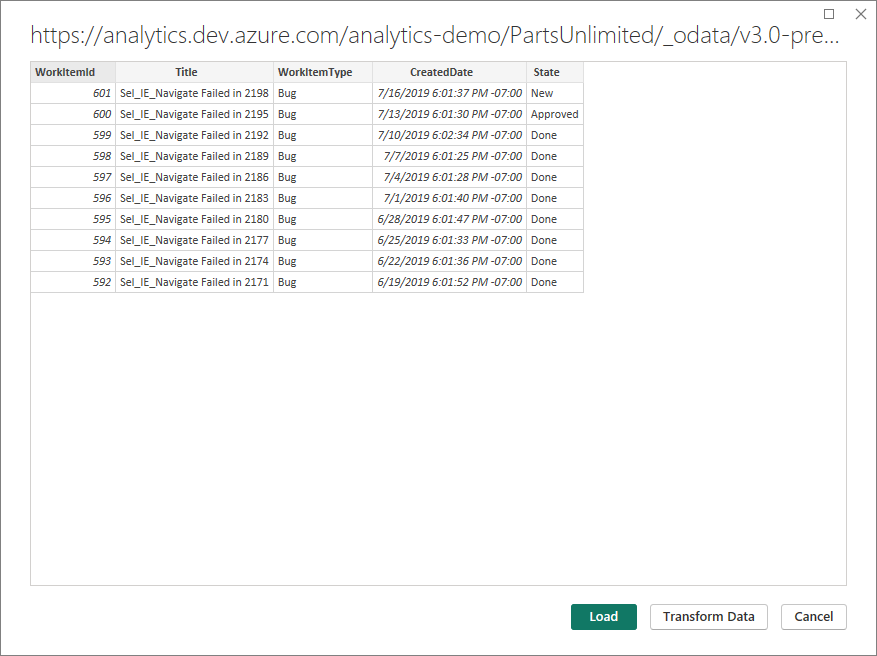 https://analytics.dev.azure.com/analytics-demo/PartsUnlimited/_odata/v3.0-pre...
WorkItemId Title WorkItemType CreatedDate State
601 Sel_IE_Navigate Failed in 2198 Bug 7/16/2019 6:01:37 PM -07:00 New
600 Sel_IE_Navigate Failed in 2195 Bug 7/13/2019 6:01:30 PM -07:00 Approved
599 Sel_IE_Navigate Failed in 2192 Bug 7/10/2019 6:02:34 PM -07:00 Done
598 Sel_IE_Navigate Failed in 2189 Bug 7/7/2019 6:01:25 PM -07:00 Done
597 Sel_IE_Navigate Failed in 2186 Bug 7/4/2019 6:01:28 PM -07:00 Done
596 Sel_IE_Navigate Failed in 2183 Bug 7/1/2019 6:01:40 PM -07:00 Done
595 Sel_IE_Navigate Failed in 2180 Bug 6/28/2019 6:01:47 PM -07:00 Done
594 Sel_IE_Navigate Failed in 2177 Bug 6/25/2019 6:01:33 PM -07:00 Done
593 Sel_IE_Navigate Failed in 2174 Bug 6/22/2019 6:01:36 PM -07:00 Done
592 Sel_IE_Navigate Failed in 2171 Bug 6/19/2019 6:01:52 PM -07:00 Done
Load Transform Data Cancel